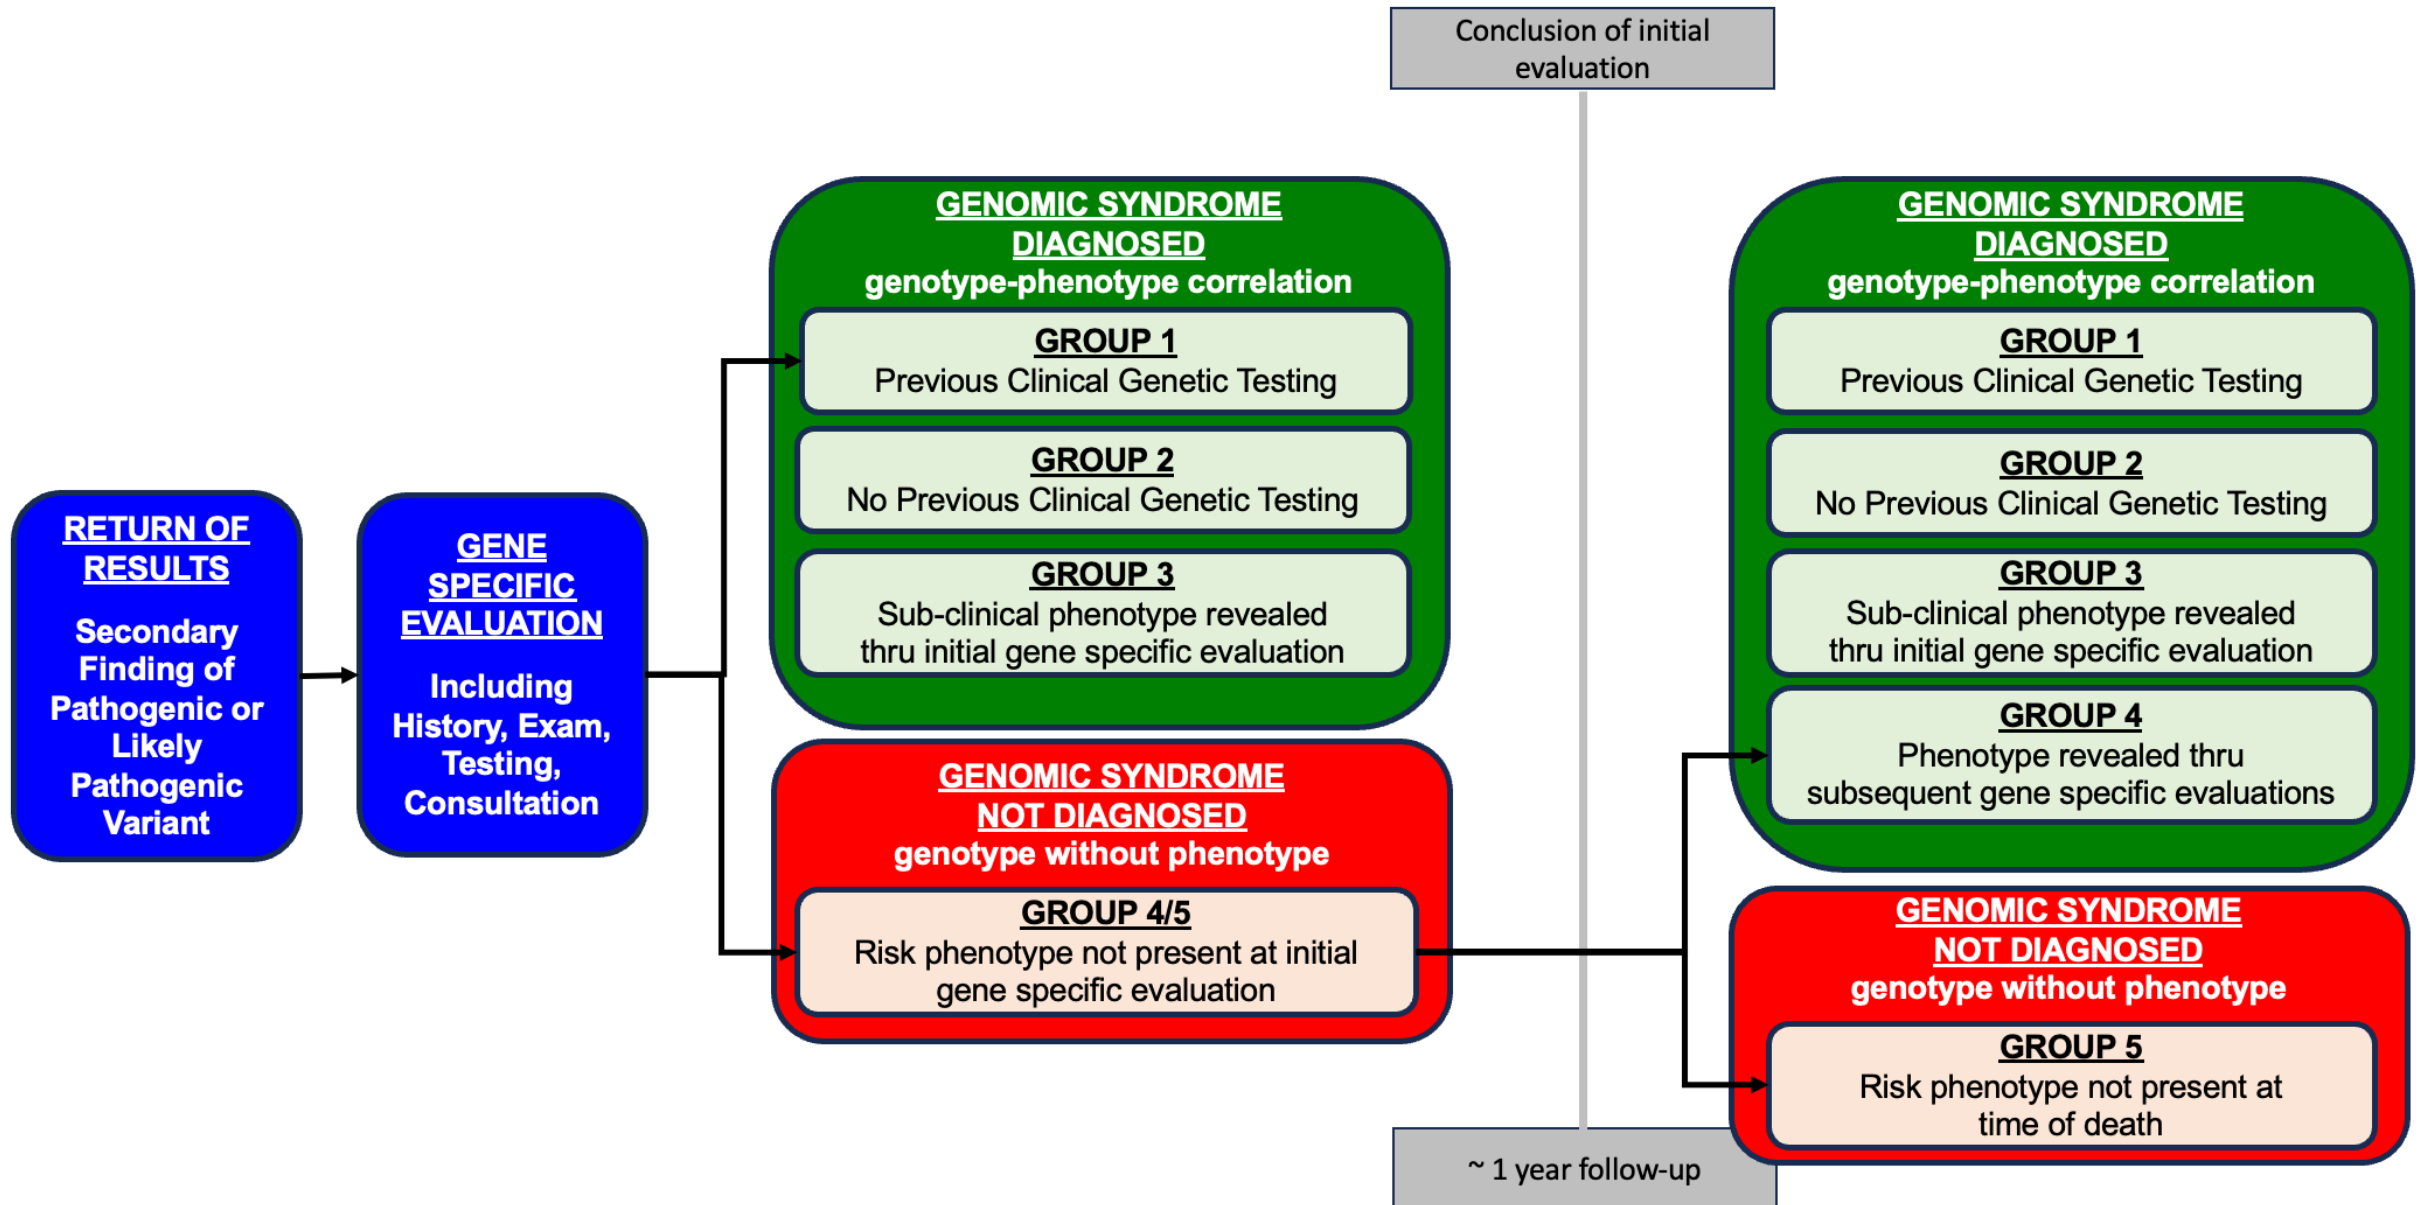 Conclusion of initial
evaluation
RETURN OF
RESULTS
Secondary
Finding of
Pathogenic or
Likely
Pathogenic
Variant
GENE
SPECIFIC
EVALUATION
Including
History, Exam,
Testing,
Consultation
GENOMIC SYNDROME
DIAGNOSED
genotype-phenotype correlation
GROUP 1
Previous Clinical Genetic Testing
GROUP 2
No Previous Clinical Genetic Testing
GROUP 3
Sub-clinical phenotype revealed
thru initial gene specific evaluation
GENOMIC SYNDROME
NOT DIAGNOSED
genotype without phenotype
GROUP 4/5
Risk phenotype not present at initial
gene specific evaluation
GENOMIC SYNDROME
DIAGNOSED
genotype-phenotype correlation
GROUP 1
Previous Clinical Genetic Testing
GROUP 2
No Previous Clinical Genetic Testing
GROUP 3
Sub-clinical phenotype revealed
thru initial gene specific evaluation
GROUP 4
Phenotype revealed thru
subsequent gene specific evaluations
GENOMIC SYNDROME
NOT DIAGNOSED
genotype without phenotype
GROUP 5
Risk phenotype not present at
time of death
~ 1 year follow-up